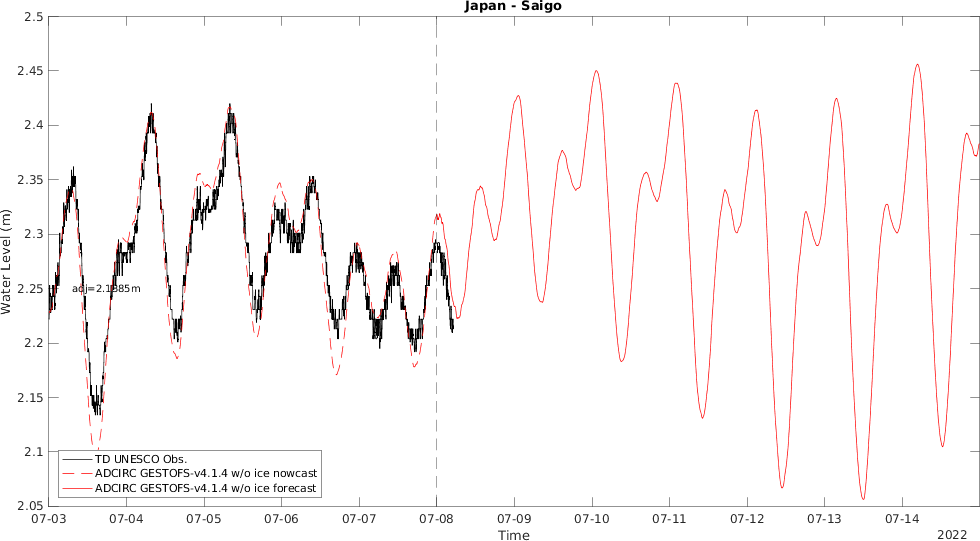 Japan - Saigo
2.5
2.45
2.4
2.35
2.3
2.25
2.2
2.15
2.1
2.05
Water Level (m)
adj=2.1385m
TD UNESCO Obs.
ADCIRC GESTOFS-v4.1.4 w/o ice nowcast
ADCIRC GESTOFS-v4.1.4 w/o ice forecast
07-03 07-04 07-05 07-06 07-07 07-08 07-09 07-10 07-11 07-12 07-13 07-14
Time
2022